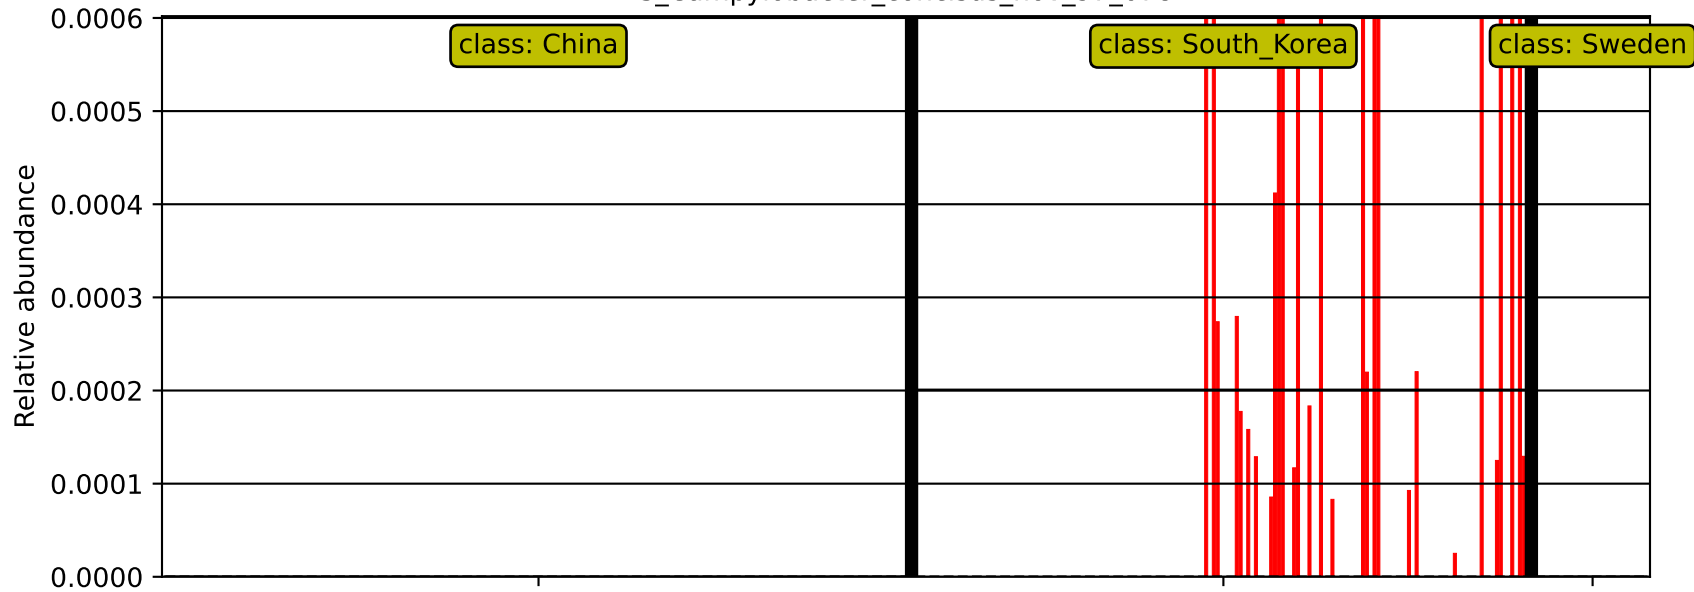 0.0006
class: China
class: South_Korea
class: Sweden
0.0005
0.0004
0.0003
0.0002
0.0001
0.0000
Relative abundance